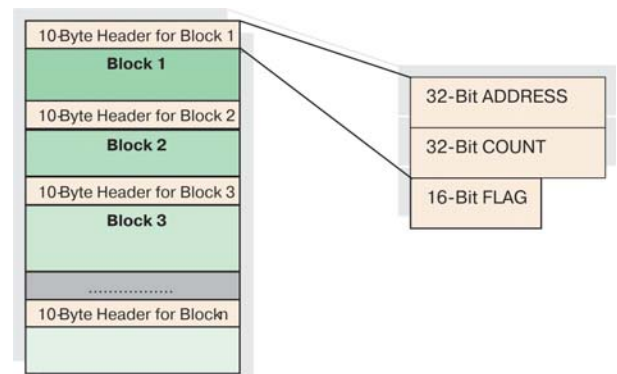 10-Byte Header for Block 1
Block 1
10-Byte Header for Block 2
Block 2
10-Byte Header for Block 3
Block 3
.................
10-Byte Header for Blockn
32-Bit ADDRESS
32-Bit COUNT
16-Bit FLAG